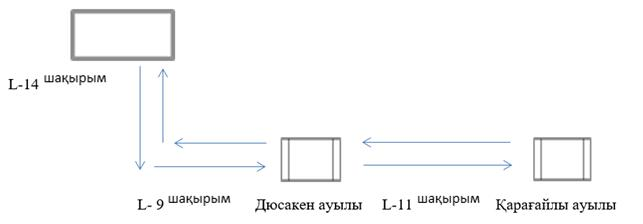 L-14 шақырым
L- 9 шақырым
Дюсакен ауылы
L-11 шақырым
Қарағайлы ауылы